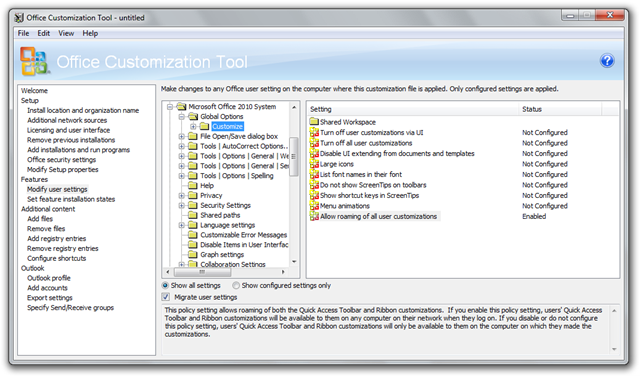 Office Customization Tool - untitled
File Edit View Help
Office Customization Tool
Welcome
Setup
Install location and organization name
Additional network sources
Licensing and user interface
Remove previous installations
Add installations and run programs
Office security settings
Modify Setup properties
Features
Modify user settings
Set feature installation states
Additional content
Add files
Remove files
Add registry entries
Remove registry entries
Configure shortcuts
Outlook
Outlook profile
Add accounts
Export settings
Specify Send/Receive groups
Make changes to any Office user setting on the computer where this customization file is applied. Only configured settings are applied.
Microsoft Office 2010 System
Global Options
Customize
File Open/Save dialog box
Tools | AutoCorrect Options...
Tools | Options | General | We
Tools | Options | General | Ser
Tools | Options | Spelling
Help
Privacy
Security Settings
Shared paths
Language settings
Customizable Error Messages
Disable Items in User Interfac
Graph settings
Collaboration Settings
Setting Status
Shared Workspace
Turn off user customizations via UI Not Configured
Turn off all user customizations Not Configured
Disable UI extending from documents and templates Not Configured
Large icons Not Configured
List font names in their font Not Configured
Do not show ScreenTips on toolbars Not Configured
Show shortcut keys in ScreenTips Not Configured
Menu animations Not Configured
Allow roaming of all user customizations Enabled
Show all settings Show configured settings only
Migrate user settings
This policy setting allows roaming of both the Quick Access Toolbar and Ribbon customizations. If you enable this policy setting, users' Quick Access
Toolbar and Ribbon customizations will be available to them on any computer on their network when they log on. If you disable or do not configure
this policy setting, users' Quick Access Toolbar and Ribbon customizations will only be available to them on the computer on which they made the
customizations.